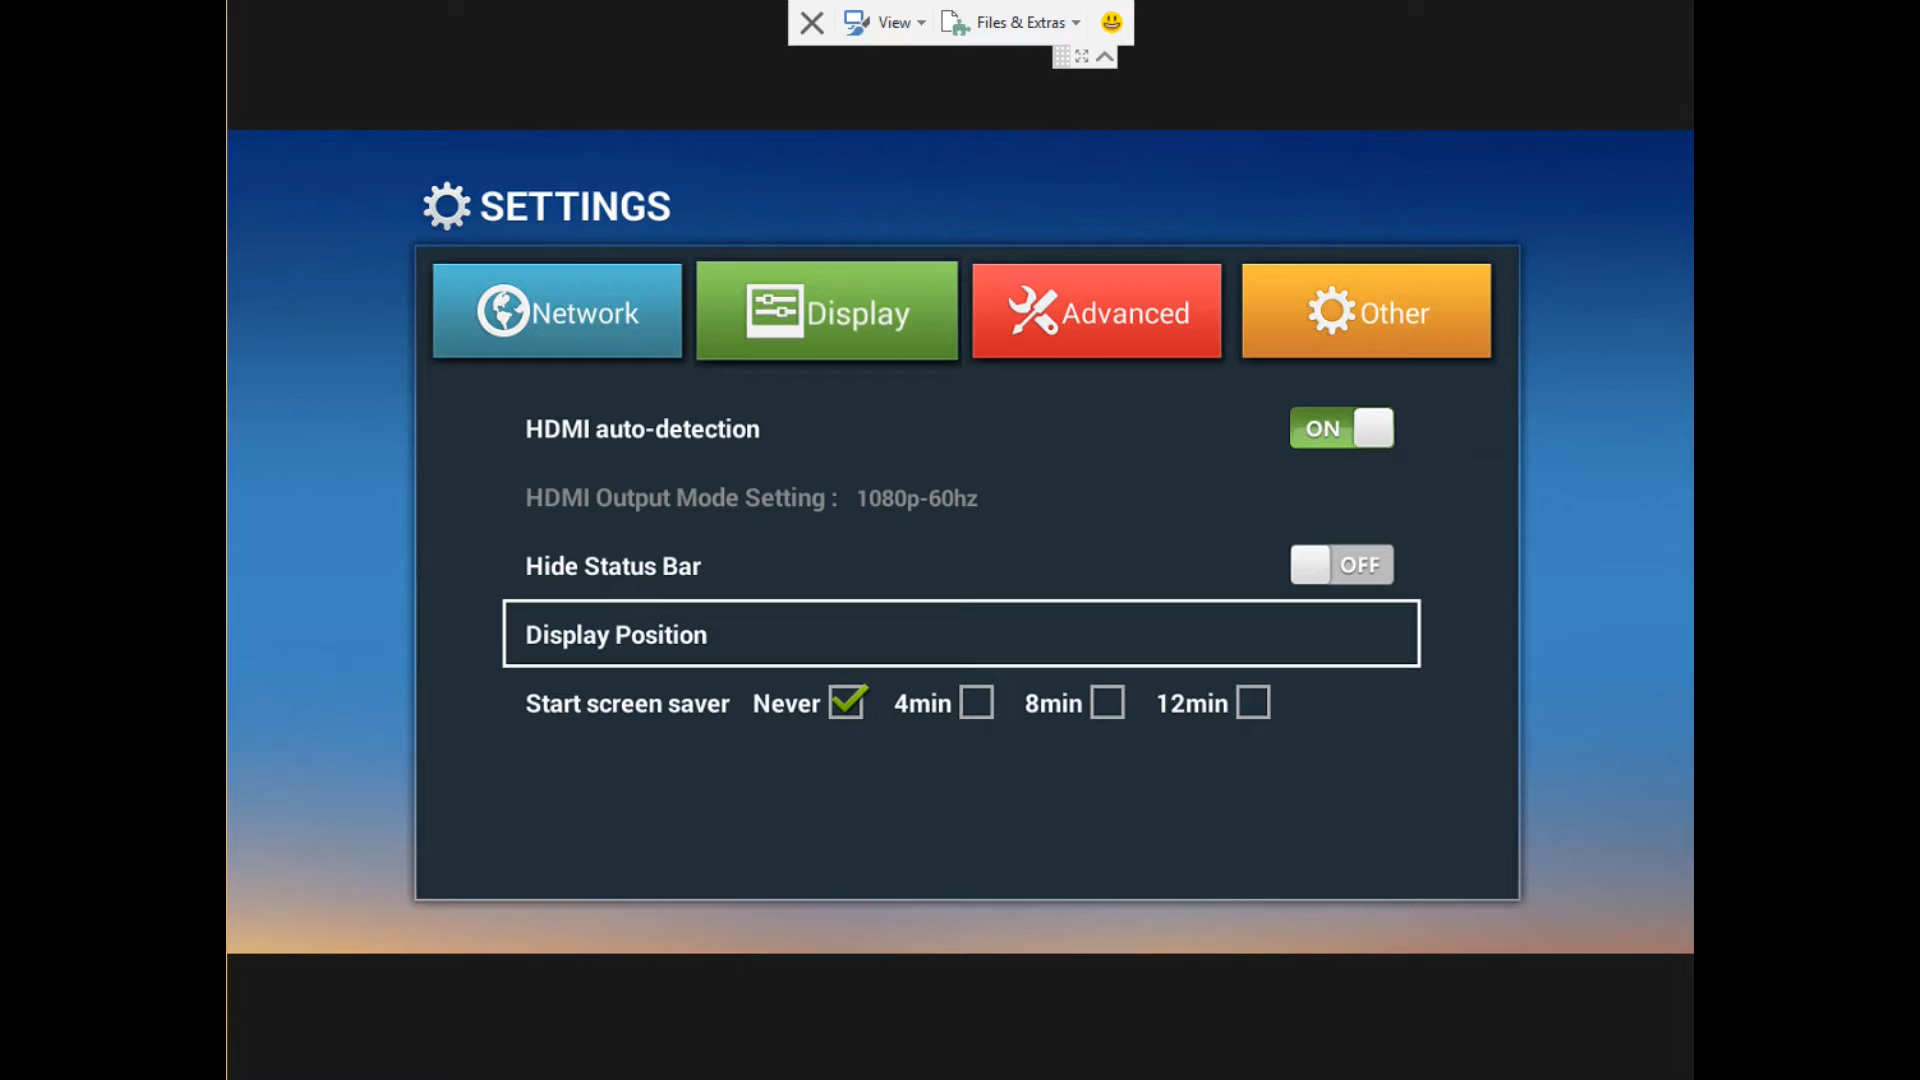 View Files & Extras
SETTINGS
Network Display Advanced Other
HDMI auto-detection ON
HDMI Output Mode Setting : 1080p-60hz
Hide Status Bar OFF
Display Position
Start screen saver Never 4min 8min 12min